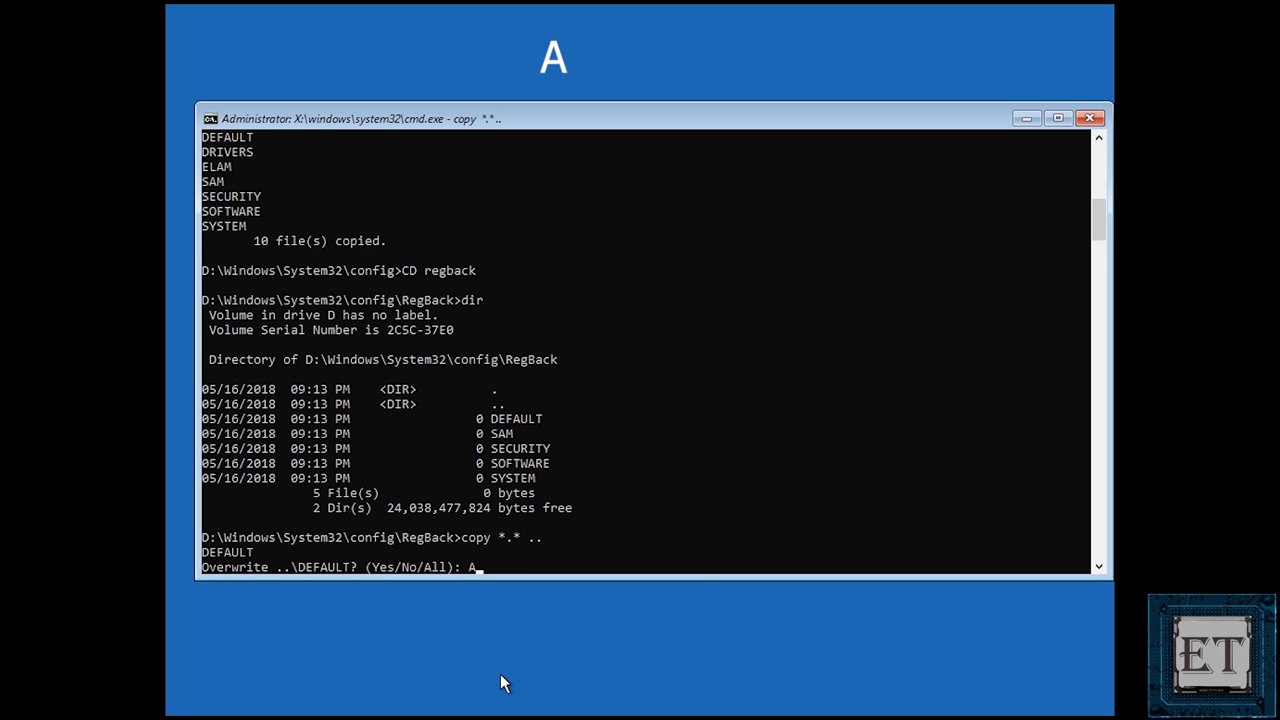 A
Administrator: X:\windows\system32\cmd.exe - copy  *.* ..
DEFAULT
DRIVERS
ELAM
SAM
SECURITY
SOFTWARE
SYSTEM
       10 file(s) copied.
D:\Windows\System32\config>CD regback
D:\Windows\System32\config\RegBack>dir
 Volume in drive D has no label.
 Volume Serial Number is 2C5C-37E0
 Directory of D:\Windows\System32\config\RegBack
05/16/2018  09:13 PM    <DIR>          .
05/16/2018  09:13 PM    <DIR>          ..
05/16/2018  09:13 PM                 0 DEFAULT
05/16/2018  09:13 PM                 0 SAM
05/16/2018  09:13 PM                 0 SECURITY
05/16/2018  09:13 PM                 0 SOFTWARE
05/16/2018  09:13 PM                 0 SYSTEM
               5 File(s)              0 bytes
               2 Dir(s)  24,038,477,824 bytes free
D:\Windows\System32\config\RegBack>copy *.* ..
DEFAULT
Overwrite ..\DEFAULT? (Yes/No/All): A
ET